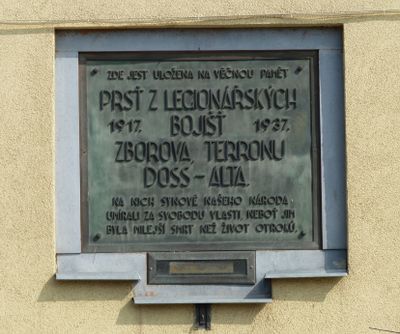 ZDE JEST ULOŽENA NA VĚČNOU PAMĚŤ
PRSŤ Z LEGIONÁŘSKÝCH
1917. BOJIŠŤ 1937.
ZBOROVA, TERRONU
DOSS-ALTA.
NA NICH SYNOVÉ NAŠEHO NÁRODA
UMÍRALI ZA SVOBODU VLASTI, NEBOŤ JIM
BYLA MILEJŠÍ SMRT NEŽ ŽIVOT OTROKŮ.